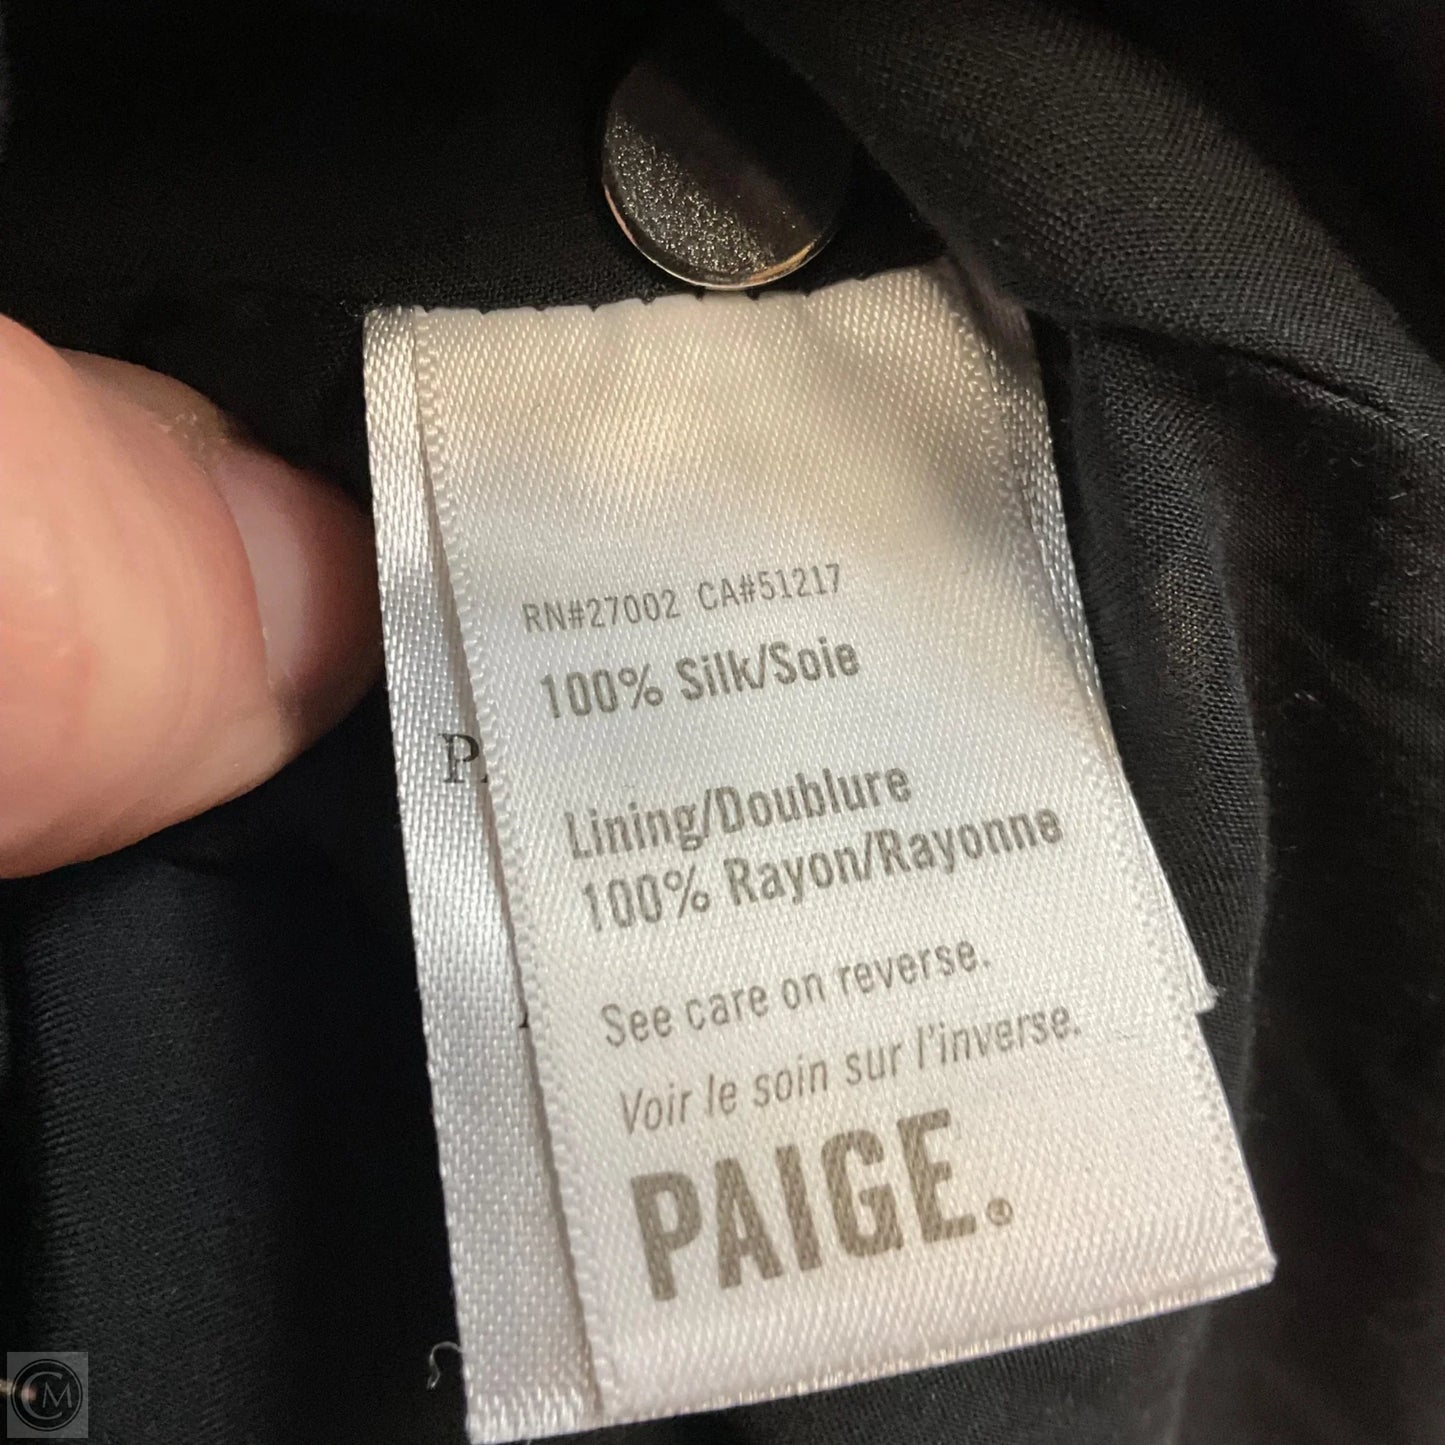 RN#27002 CA#51217
100% Silk/Soie
Lining/Doublure
100% Rayon/Rayonne
See care on reverse.
Voir le soin sur l'inverse.
PAIGE.®
CM